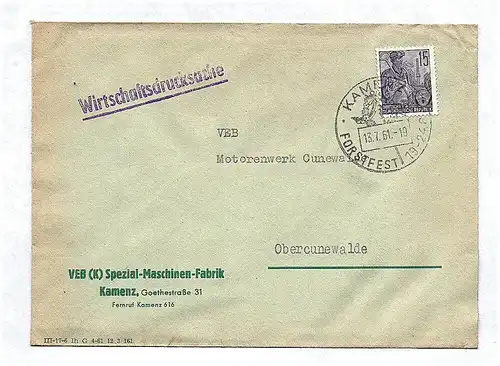 Wirtschaftsdrucksache
15
KAMENZ
13.7.61.-19
FORSTFEST
VEB
Motorenwerk Cunewalde
Obercunewalde
VEB (K) Spezial-Maschinen-Fabrik
Kamenz, Goethestraße 31
Fernruf Kamenz 616